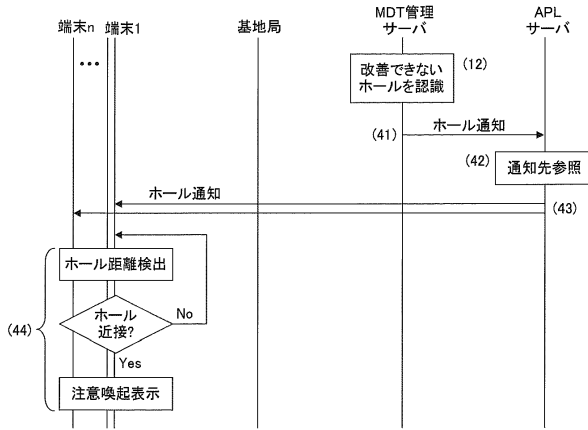 端末n 端末1 基地局 MDT管理
サーバ APL
サーバ
•••
改善できない
ホールを認識
(12)
(41) ホール通知
(42) 通知先参照
ホール通知
(43)
ホール距離検出
(44)
ホール
近接?
No
Yes
注意喚起表示